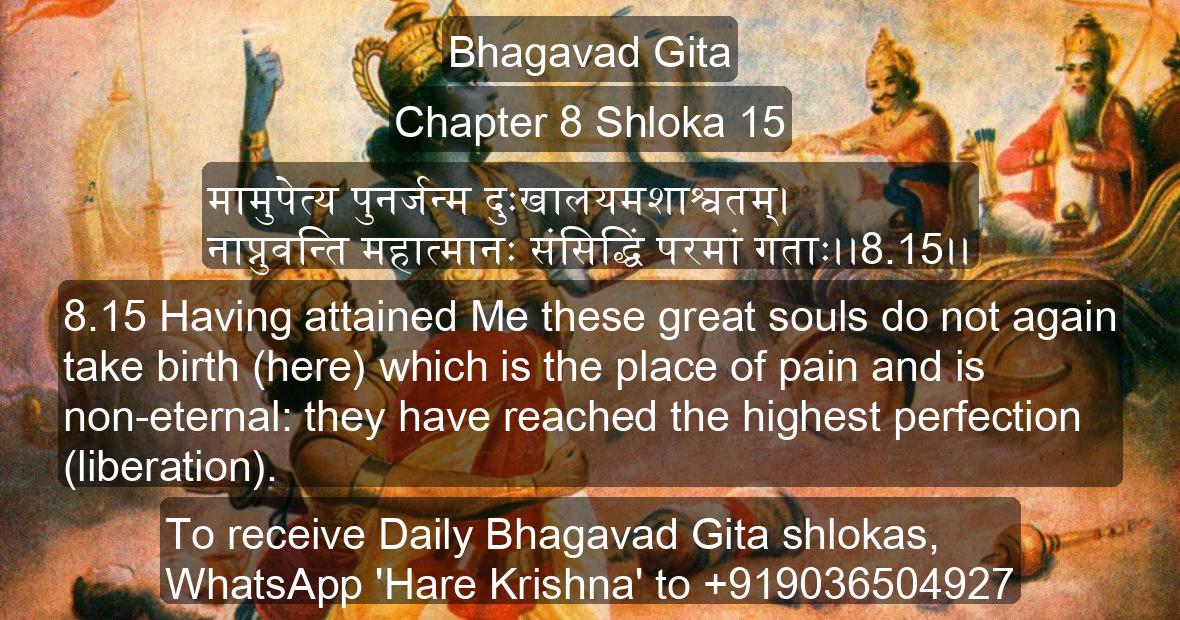 Bhagavad Gita
Chapter 8 Shloka 15
मामुपेत्य पुनर्जन्म दुःखालयमशाश्वतम्।
नाप्नुवन्ति महात्मानः संसिद्धिं परमां गताः।।8.15।।
8.15 Having attained Me these great souls do not again
take birth (here) which is the place of pain and is
non-eternal: they have reached the highest perfection
(liberation).
To receive Daily Bhagavad Gita shlokas,
WhatsApp 'Hare Krishna' to +919036504927